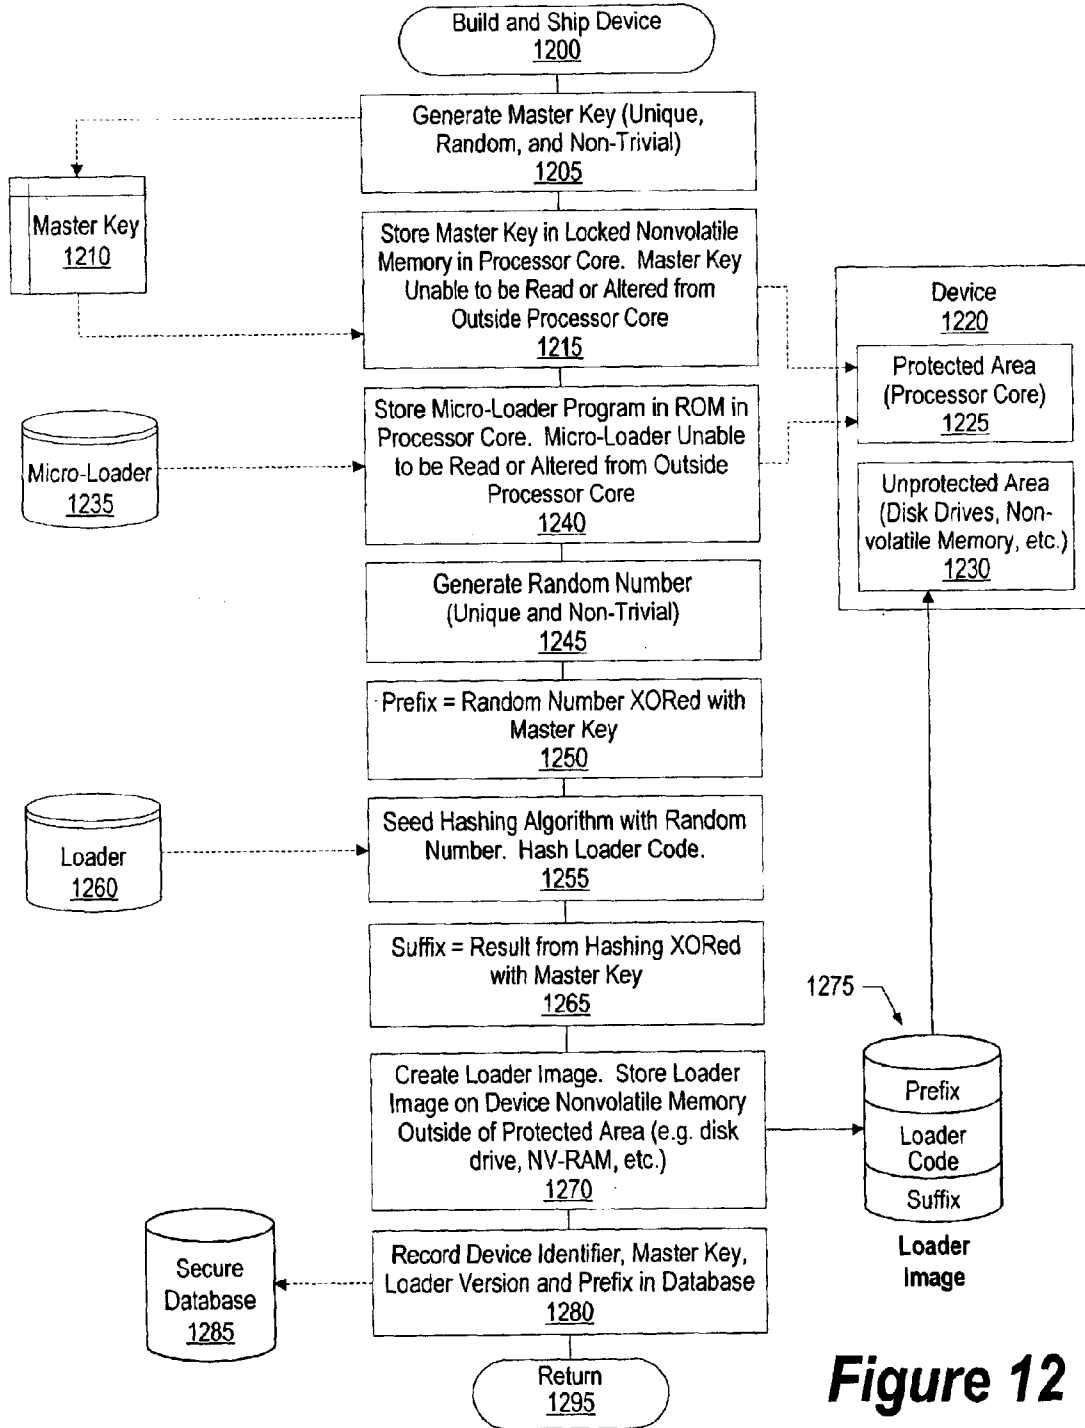 Build and Ship Device
1200
Generate Master Key (Unique,
Random, and Non-Trivial)
1205
Master Key
1210
Store Master Key in Locked Nonvolatile
Memory in Processor Core. Master Key
Unable to be Read or Altered from
Outside Processor Core
1215
Device
1220
Protected Area
(Processor Core)
1225
Unprotected Area
(Disk Drives, Non-
volatile Memory, etc.)
1230
Micro-Loader
1235
Store Micro-Loader Program in ROM in
Processor Core. Micro-Loader Unable
to be Read or Altered from Outside
Processor Core
1240
Generate Random Number
(Unique and Non-Trivial)
1245
Prefix = Random Number XORed with
Master Key
1250
Loader
1260
Seed Hashing Algorithm with Random
Number. Hash Loader Code.
1255
Suffix = Result from Hashing XORed
with Master Key
1265
1275
Create Loader Image. Store Loader
Image on Device Nonvolatile Memory
Outside of Protected Area (e.g. disk
drive, NV-RAM, etc.)
1270
Prefix
Loader
Code
Suffix
Loader
Image
Secure
Database
1285
Record Device Identifier, Master Key,
Loader Version and Prefix in Database
1280
Return
1295
Figure 12